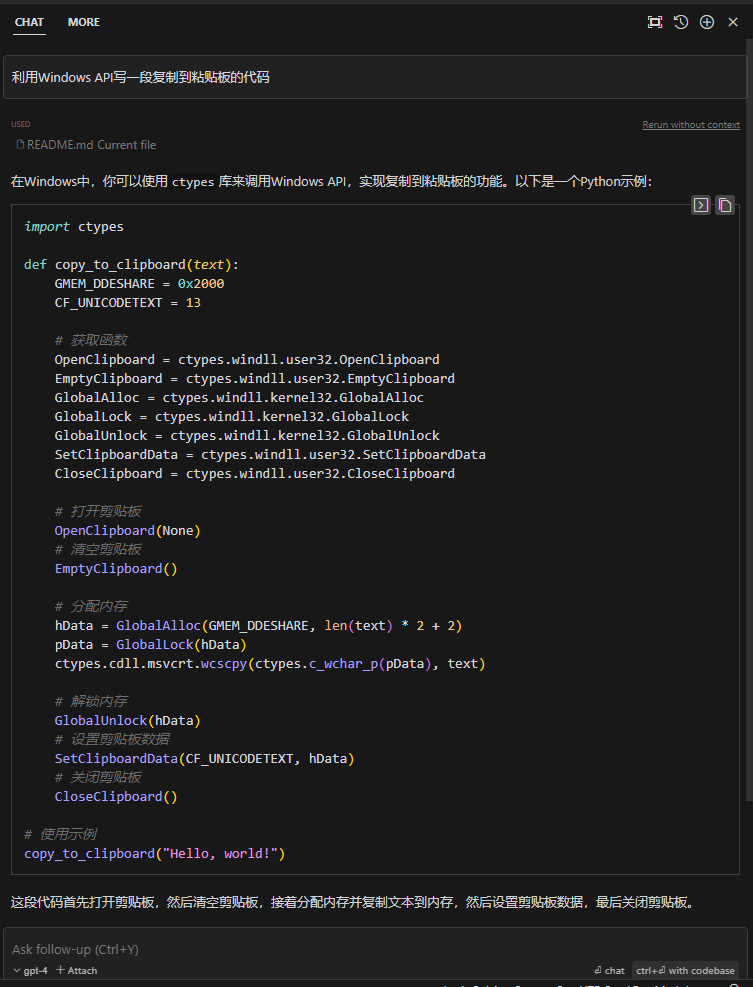 CHAT MORE
利用Windows API写一段复制到粘贴板的代码
USED
Rerun without context
README.md Current file
在Windows中，你可以使用 ctypes 库来调用Windows API，实现复制到粘贴板的功能。以下是一个Python示例：
import ctypes
def copy_to_clipboard(text):
    GMEM_DDESHARE = 0x2000
    CF_UNICODETEXT = 13
    # 获取函数
    OpenClipboard = ctypes.windll.user32.OpenClipboard
    EmptyClipboard = ctypes.windll.user32.EmptyClipboard
    GlobalAlloc = ctypes.windll.kernel32.GlobalAlloc
    GlobalLock = ctypes.windll.kernel32.GlobalLock
    GlobalUnlock = ctypes.windll.kernel32.GlobalUnlock
    SetClipboardData = ctypes.windll.user32.SetClipboardData
    CloseClipboard = ctypes.windll.user32.CloseClipboard
    # 打开剪贴板
    OpenClipboard(None)
    # 清空剪贴板
    EmptyClipboard()
    # 分配内存
    hData = GlobalAlloc(GMEM_DDESHARE, len(text) * 2 + 2)
    pData = GlobalLock(hData)
    ctypes.cdll.msvcrt.wcscpy(ctypes.c_wchar_p(pData), text)
    # 解锁内存
    GlobalUnlock(hData)
    # 设置剪贴板数据
    SetClipboardData(CF_UNICODETEXT, hData)
    # 关闭剪贴板
    CloseClipboard()
# 使用示例
copy_to_clipboard("Hello, world!")
这段代码首先打开剪贴板，然后清空剪贴板，接着分配内存并复制文本到内存，然后设置剪贴板数据，最后关闭剪贴板。
Ask follow-up (Ctrl+Y)
gpt-4 + Attach
⏎ chat ctrl+⏎ with codebase